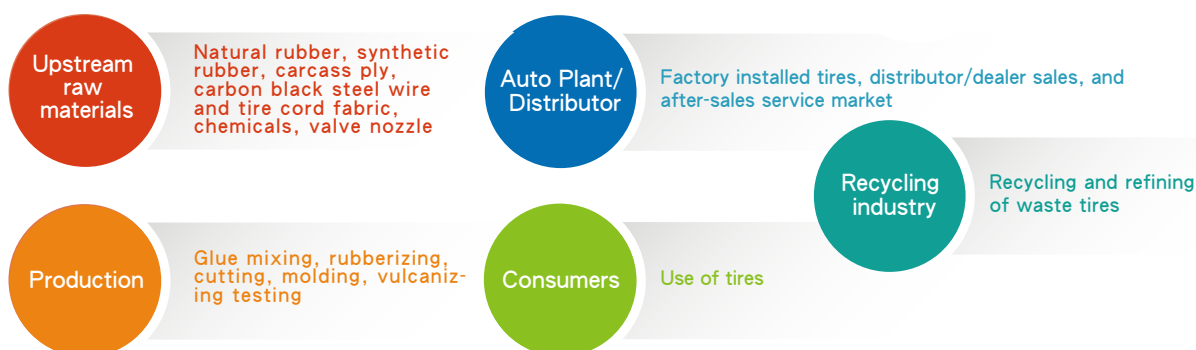 Upstream
raw
materials
Natural rubber, synthetic
rubber, carcass ply,
carbon black steel wire
and tire cord fabric,
chemicals, valve nozzle
Production
Glue mixing, rubberizing,
cutting, molding, vulcaniz-
ing testing
Auto Plant/
Distributor
Factory installed tires, distributor/dealer sales, and
after-sales service market
Consumers
Use of tires
Recycling
industry
Recycling and refining
of waste tires